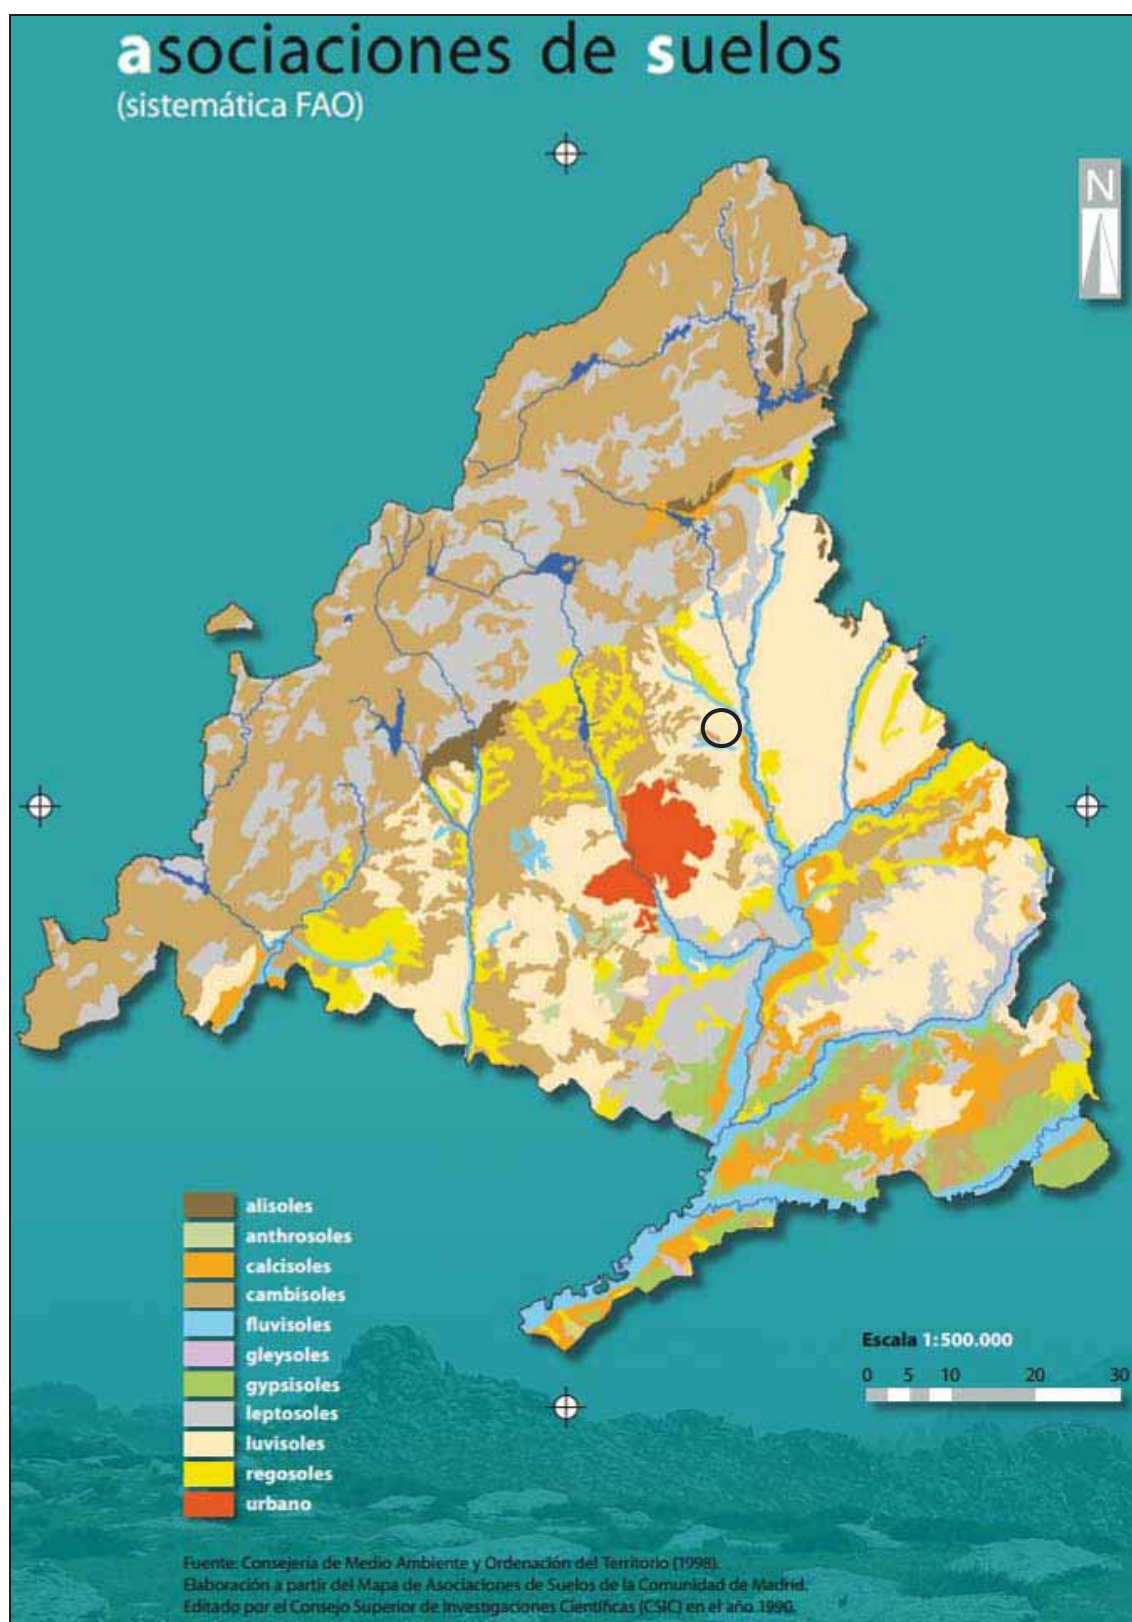 asociaciones de suelos
(sistemática FAO)
N
alisoles
anthrosoles
calcisoles
cambisoles
fluvisoles
gleysoles
gypsisoles
leptosoles
luvisoles
regosoles
urbano
Escala 1:500.000
0 5 10 20 30
Fuente: Consejería de Medio Ambiente y Ordenación del Territorio (1998).
Elaboración a partir del Mapa de Asociaciones de Suelos de la Comunidad de Madrid.
Editado por el Consejo Superior de Investigaciones Científicas (CSIC) en el año 1990.